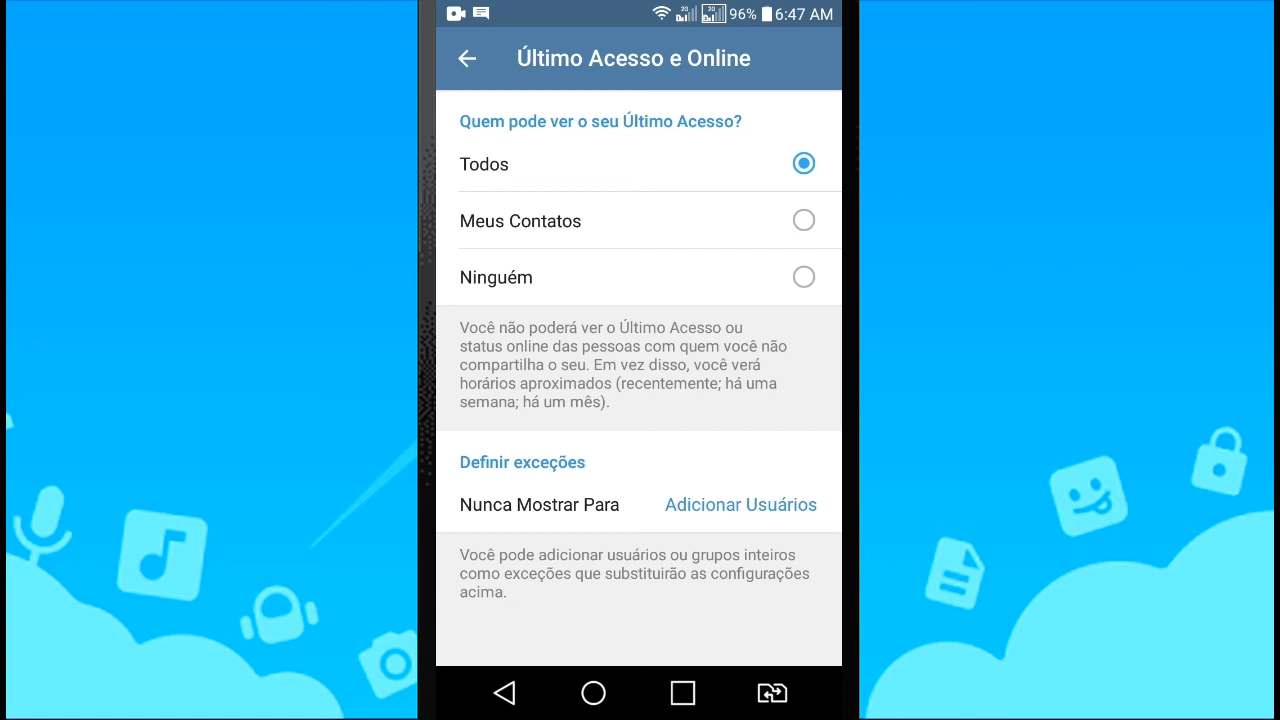 96% 6:47 AM
Último Acesso e Online
Quem pode ver o seu Último Acesso?
Todos
Meus Contatos
Ninguém
Você não poderá ver o Último Acesso ou
status online das pessoas com quem você não
compartilha o seu. Em vez disso, você verá
horários aproximados (recentemente; há uma
semana; há um mês).
Definir exceções
Nunca Mostrar Para Adicionar Usuários
Você pode adicionar usuários ou grupos inteiros
como exceções que substituirão as configurações
acima.